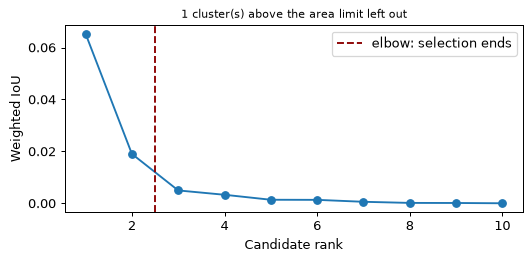 1 cluster(s) above the area limit left out
elbow: selection ends
Weighted IoU
0.06
0.04
0.02
0.00
2 4 6 8 10
Candidate rank